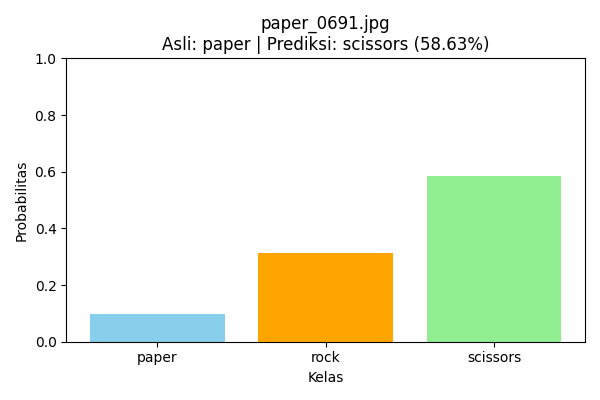 paper_0691.jpg
Asli: paper | Prediksi: scissors (58.63%)
1.0
0.8
0.6
0.4
0.2
0.0
Probabilitas
paper rock scissors
Kelas